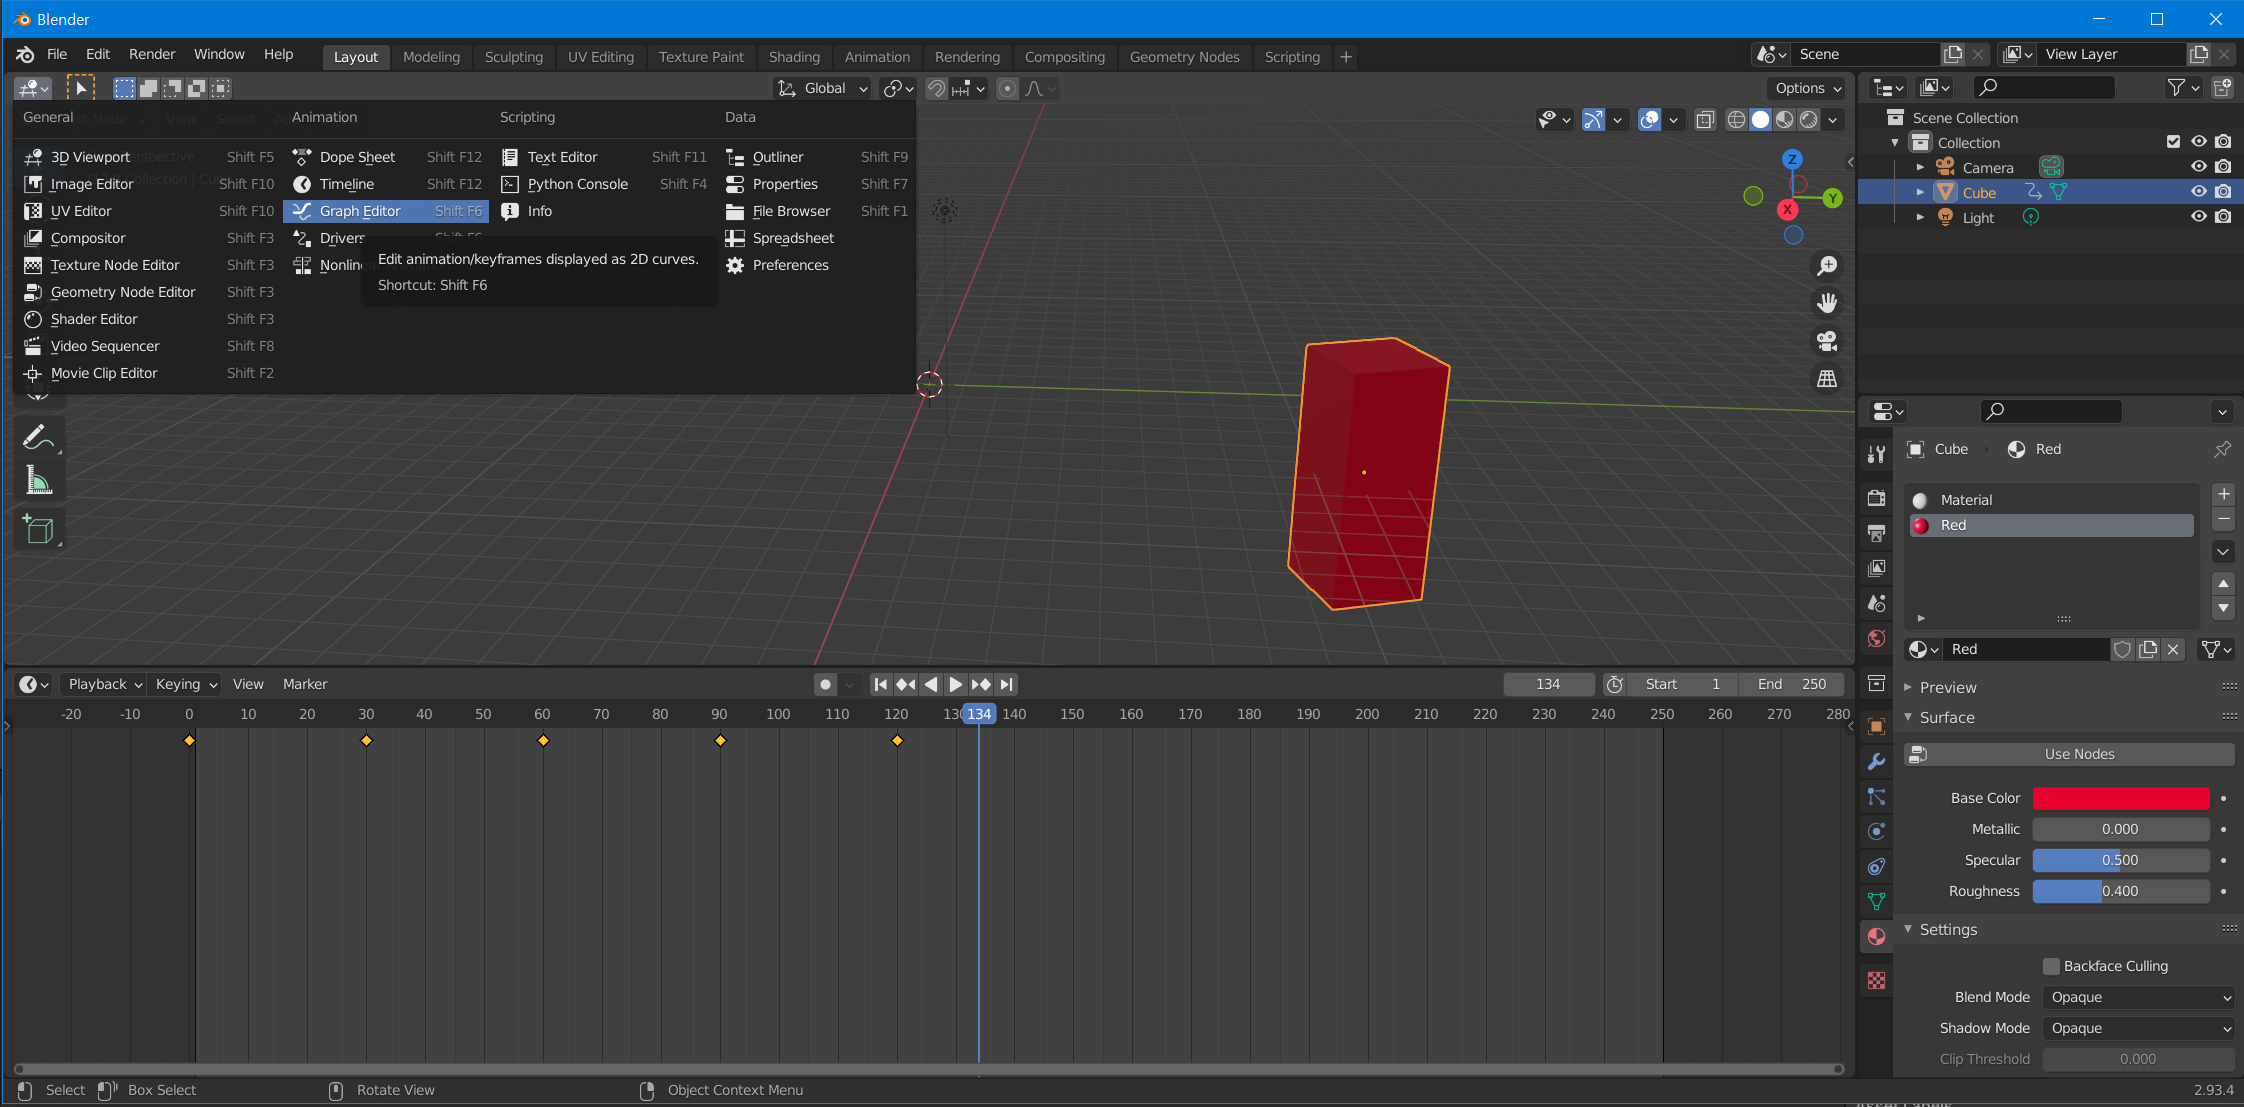 Blender
File Edit Render Window Help Layout Modeling Sculpting UV Editing Texture Paint Shading Animation Rendering Compositing Geometry Nodes Scripting + Scene View Layer
Global Options
General Animation Scripting Data
3D Viewport Shift F5 Dope Sheet Shift F12 Text Editor Shift F11 Outliner Shift F9
Image Editor Shift F10 Timeline Shift F12 Python Console Shift F4 Properties Shift F7
UV Editor Shift F10 Graph Editor Shift F6 Info File Browser Shift F1
Compositor Shift F3 Drivers Shift F6 Spreadsheet
Texture Node Editor Shift F3 Nonlinear Animation Preferences
Edit animation/keyframes displayed as 2D curves.
Shortcut: Shift F6
Geometry Node Editor Shift F3
Shader Editor Shift F3
Video Sequencer Shift F8
Movie Clip Editor Shift F2
Z
Y
X
Scene Collection
Collection
Camera
Cube
Light
Cube Red
Material
Red
Red
Preview
Surface
Use Nodes
Base Color
Metallic 0.000
Specular 0.500
Roughness 0.400
Settings
Backface Culling
Blend Mode Opaque
Shadow Mode Opaque
Clip Threshold 0.000
Playback Keying View Marker 134 Start 1 End 250
-20 -10 0 10 20 30 40 50 60 70 80 90 100 110 120 130 134 140 150 160 170 180 190 200 210 220 230 240 250 260 270 280
Select Box Select Rotate View Object Context Menu 2.93.4